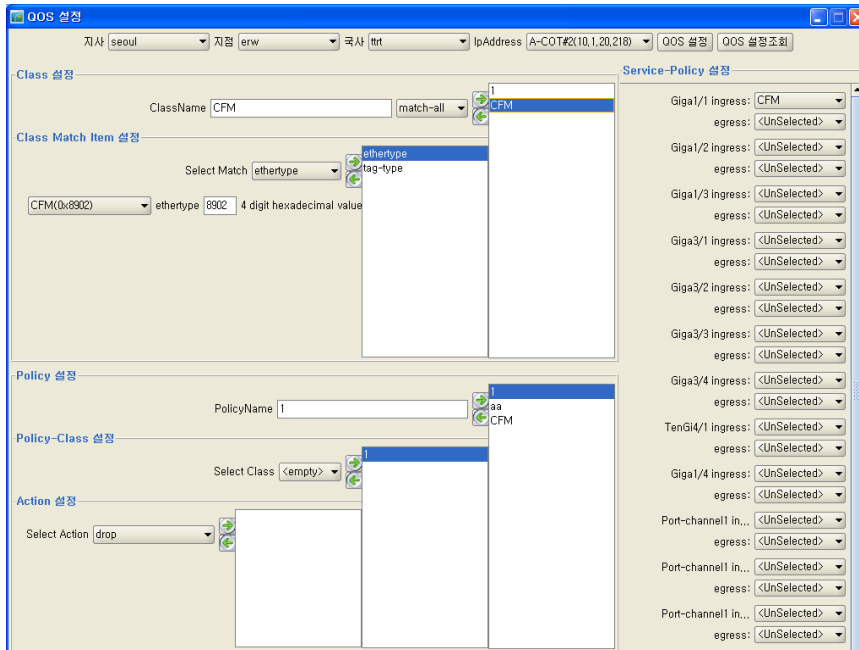 QOS 설정
지사 seoul 지점 erw 국사 ttrt IpAddress A-COT#2(10,1,20,218) QOS 설정 QOS 설정조회
Class 설정
ClassName CFM match-all
1
CFM
Class Match Item 설정
Select Match ethertype
ethertype
tag-type
CFM(0x8902) ethertype 8902 4 digit hexadecimal value
Policy 설정
PolicyName 1
1
aa
CFM
Policy-Class 설정
Select Class <empty>
1
Action 설정
Select Action drop
Service-Policy 설정
Giga1/1 ingress: CFM
egress: <UnSelected>
Giga1/2 ingress: <UnSelected>
egress: <UnSelected>
Giga1/3 ingress: <UnSelected>
egress: <UnSelected>
Giga3/1 ingress: <UnSelected>
egress: <UnSelected>
Giga3/2 ingress: <UnSelected>
egress: <UnSelected>
Giga3/3 ingress: <UnSelected>
egress: <UnSelected>
Giga3/4 ingress: <UnSelected>
egress: <UnSelected>
TenGi4/1 ingress: <UnSelected>
egress: <UnSelected>
Giga1/4 ingress: <UnSelected>
egress: <UnSelected>
Port-channel1 in... <UnSelected>
egress: <UnSelected>
Port-channel1 in... <UnSelected>
egress: <UnSelected>
Port-channel1 in... <UnSelected>
egress: <UnSelected>